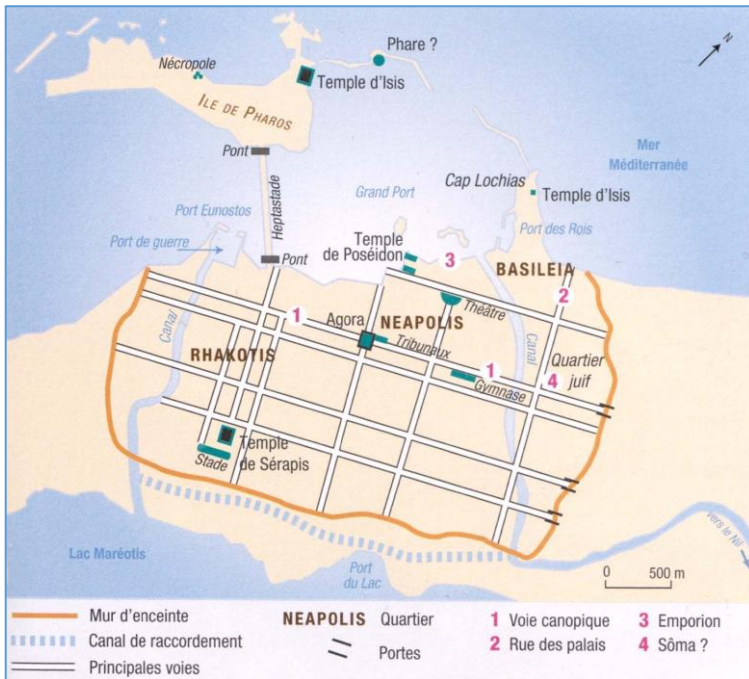 Phare ?
N
Nécropole
Temple d'Isis
ILE DE PHAROS
Mer
Méditerranée
Pont
Cap Lochias
Grand Port
Temple d'Isis
Port Eunostos
Heptastade
Port des Rois
Port de guerre
Temple
de Poséidon
3
Pont
BASILEIA
2
Canal
1
Agora
NEAPOLIS
Théâtre
Tribunaux
RHAKOTIS
Canal
Quartier
juif
1
4
Gymnase
Temple
de Sérapis
Stade
vers le Nil
Lac Maréotis
Port
du Lac
0 500 m
Mur d'enceinte
Canal de raccordement
Principales voies
NEAPOLIS Quartier
Portes
1 Voie canopique
2 Rue des palais
3 Emporion
4 Sôma ?